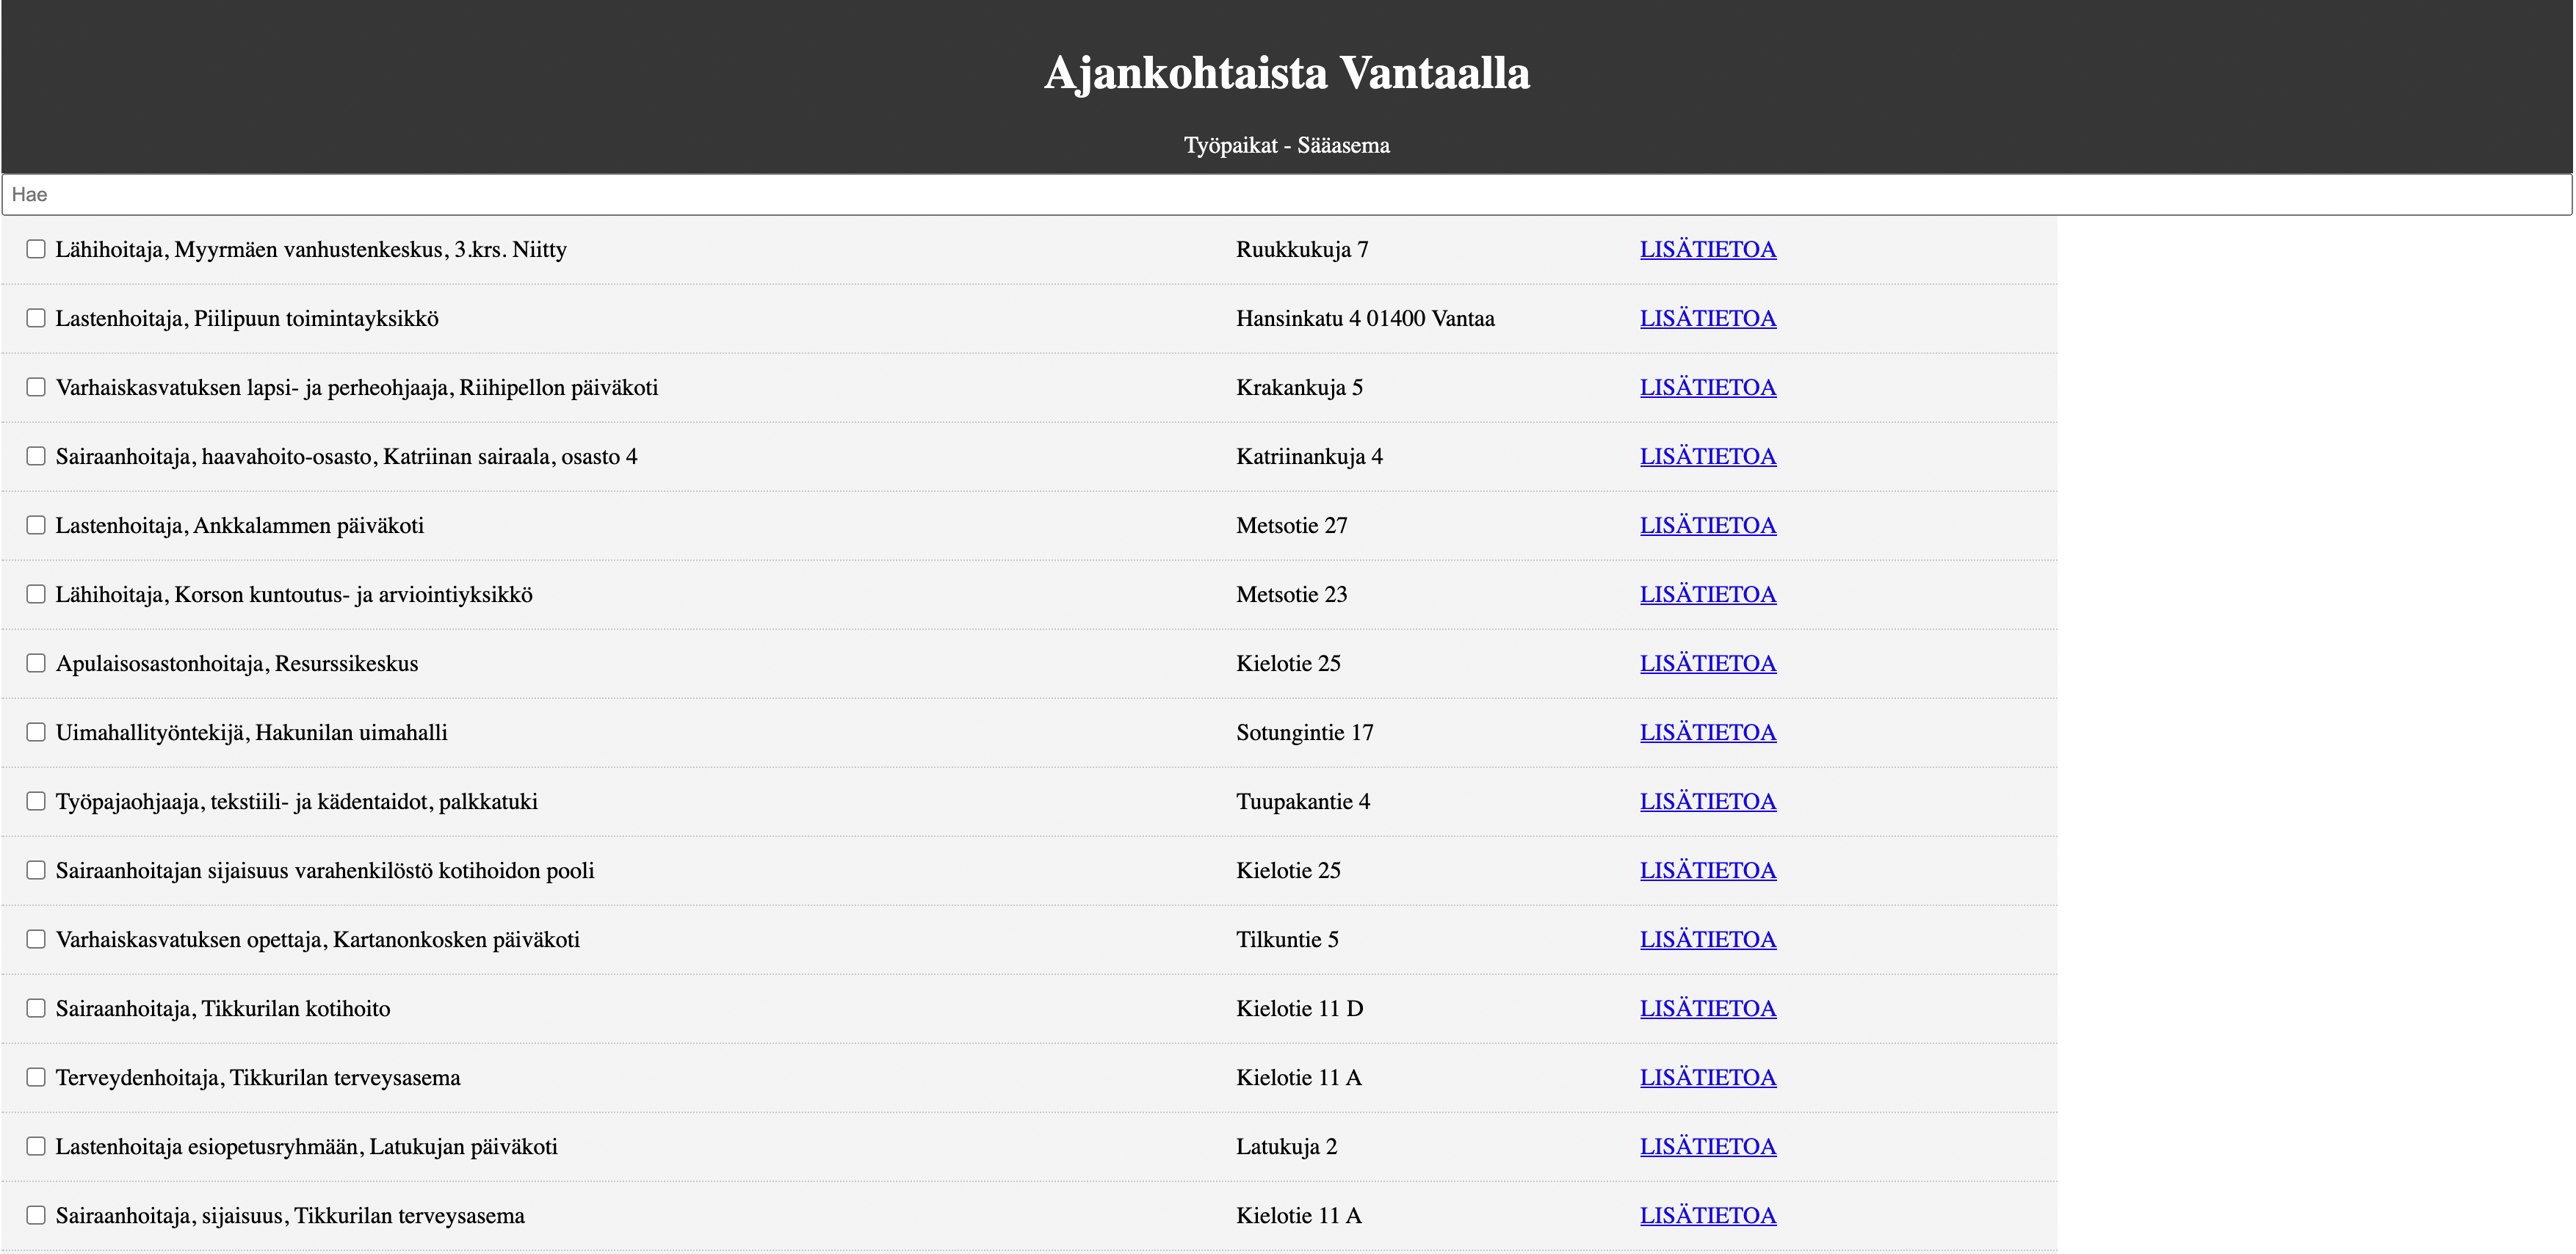 Ajankohtaista Vantaalla
Työpaikat - Sääasema
Hae
Lähihoitaja, Myyrmäen vanhustenkeskus, 3.krs. Niitty Ruukkukuja 7 LISÄTIETOA
Lastenhoitaja, Piilipuun toimintayksikkö Hansinkatu 4 01400 Vantaa LISÄTIETOA
Varhaiskasvatuksen lapsi- ja perheohjaaja, Riihipellon päiväkoti Krakankuja 5 LISÄTIETOA
Sairaanhoitaja, haavahoito-osasto, Katriinan sairaala, osasto 4 Katriinankuja 4 LISÄTIETOA
Lastenhoitaja, Ankkalammen päiväkoti Metsotie 27 LISÄTIETOA
Lähihoitaja, Korson kuntoutus- ja arviointiyksikkö Metsotie 23 LISÄTIETOA
Apulaisosastonhoitaja, Resurssikeskus Kielotie 25 LISÄTIETOA
Uimahallityöntekijä, Hakunilan uimahalli Sotungintie 17 LISÄTIETOA
Työpajaohjaaja, tekstiili- ja kädentaidot, palkkatuki Tuupakantie 4 LISÄTIETOA
Sairaanhoitajan sijaisuus varahenkilöstö kotihoidon pooli Kielotie 25 LISÄTIETOA
Varhaiskasvatuksen opettaja, Kartanonkosken päiväkoti Tilkuntie 5 LISÄTIETOA
Sairaanhoitaja, Tikkurilan kotihoito Kielotie 11 D LISÄTIETOA
Terveydenhoitaja, Tikkurilan terveysasema Kielotie 11 A LISÄTIETOA
Lastenhoitaja esiopetusryhmään, Latukujan päiväkoti Latukuja 2 LISÄTIETOA
Sairaanhoitaja, sijaisuus, Tikkurilan terveysasema Kielotie 11 A LISÄTIETOA